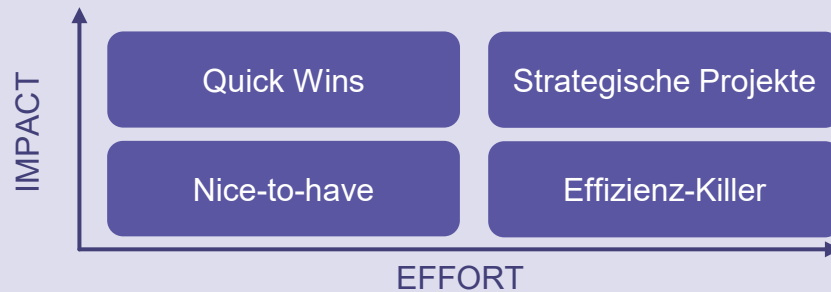 IMPACT
Quick Wins
Strategische Projekte
Nice-to-have
Effizienz-Killer
EFFORT